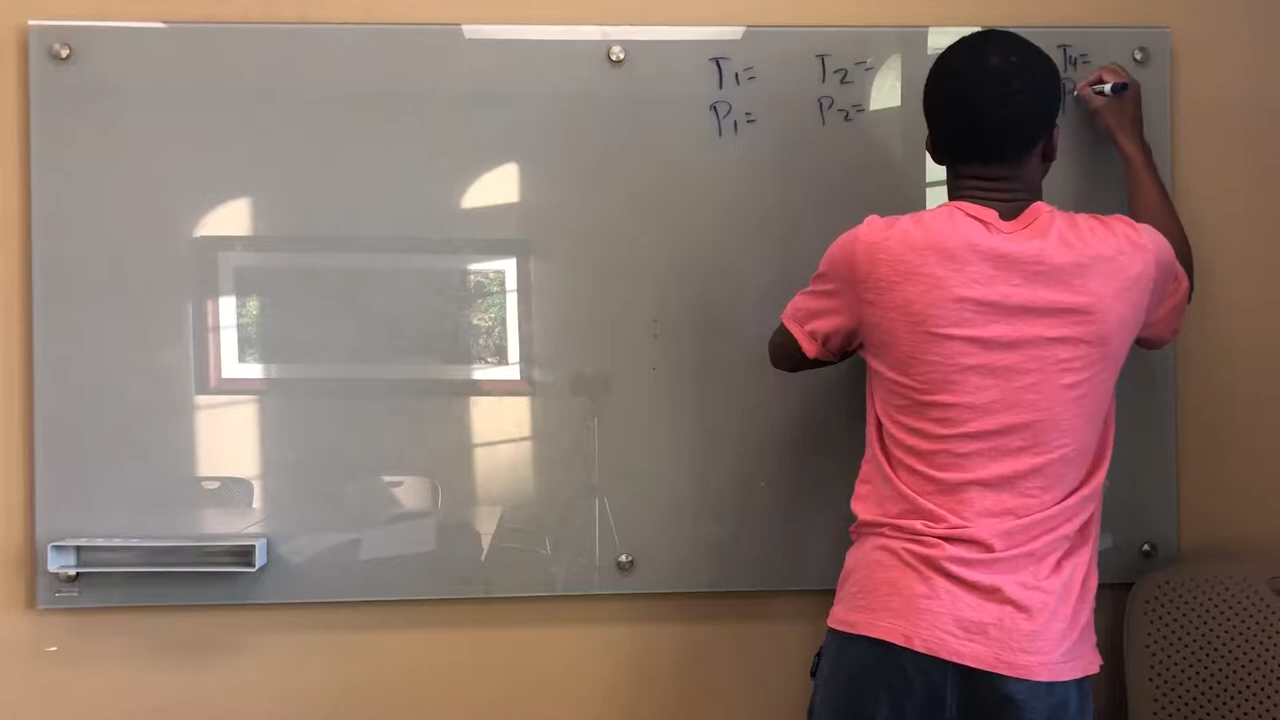 T1= T2= T4=
P1= P2= P